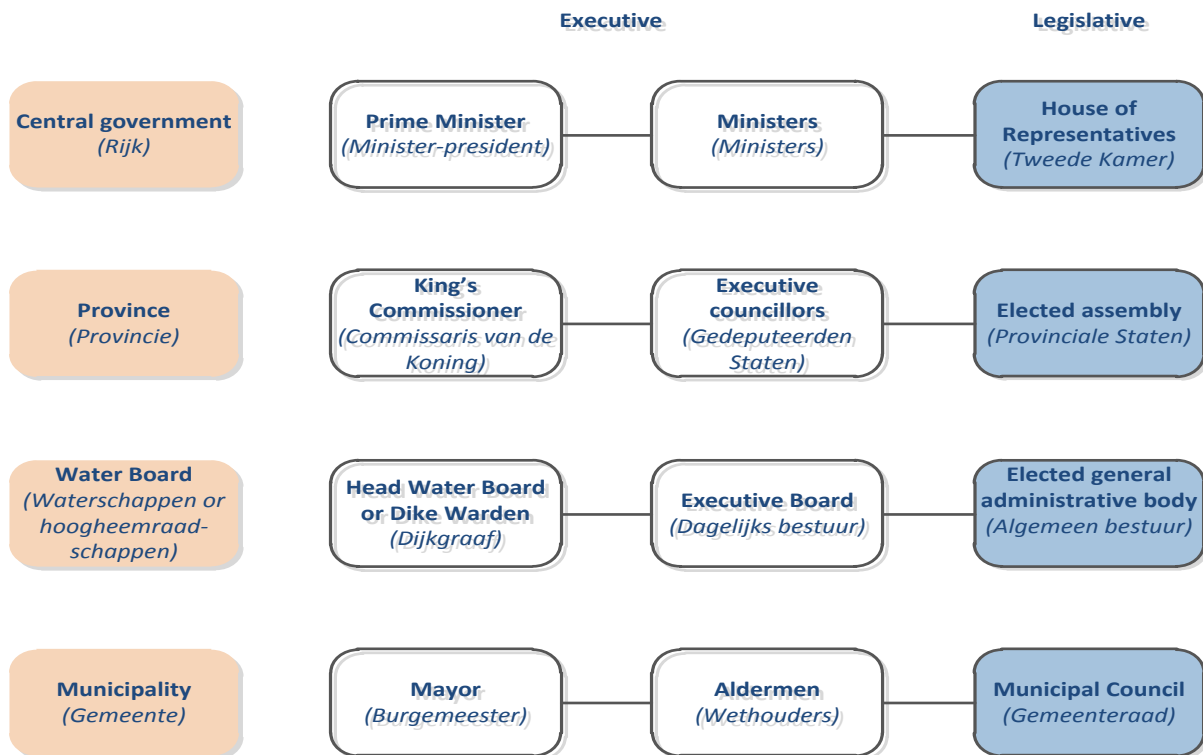 Executive
Legislative
Central government
(Rijk)
Prime Minister
(Minister-president)
Ministers
(Ministers)
House of
Representatives
(Tweede Kamer)
Province
(Provincie)
King's
Commissioner
(Commissaris van de
Koning)
Executive
councillors
(Gedeputeerden
Staten)
Elected assembly
(Provinciale Staten)
Water Board
(Waterschappen or
hoogheemraad-
schappen)
Head Water Board
or Dike Warden
(Dijkgraaf)
Executive Board
(Dagelijks bestuur)
Elected general
administrative body
(Algemeen bestuur)
Municipality
(Gemeente)
Mayor
(Burgemeester)
Aldermen
(Wethouders)
Municipal Council
(Gemeenteraad)